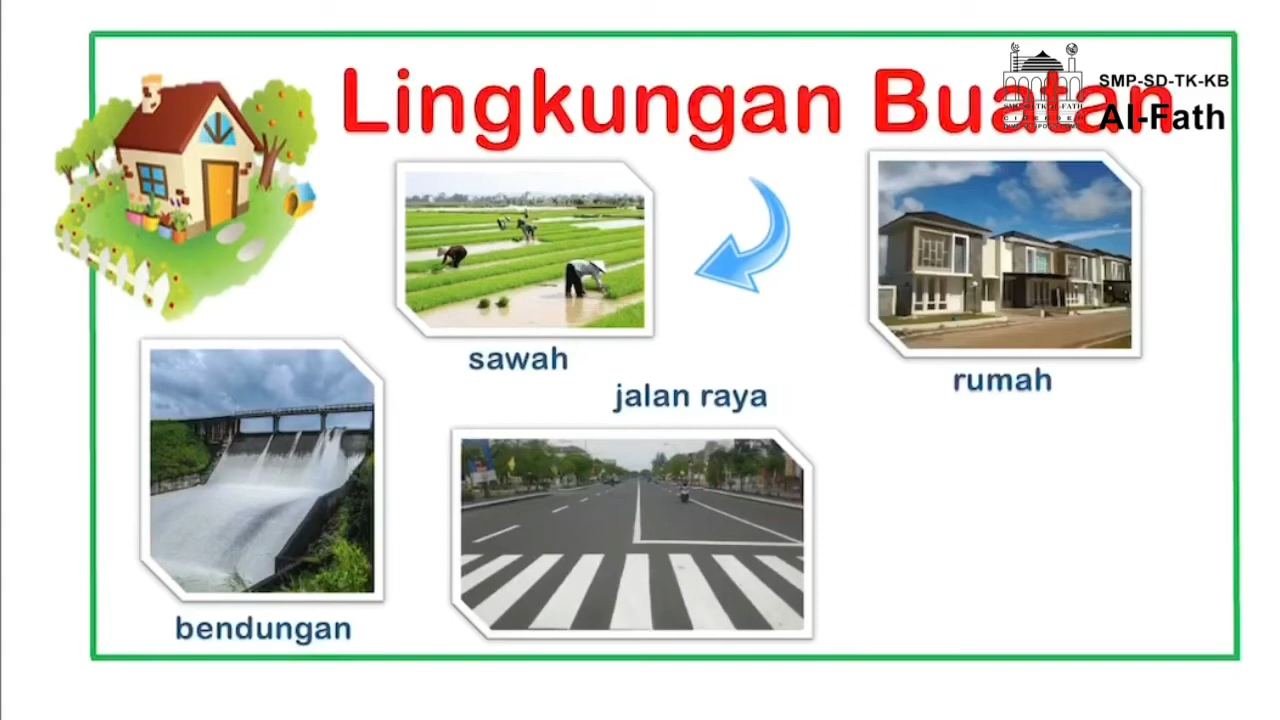 Lingkungan Buatan
SMP-SD-TK-KB
Al-Fath
sawah
jalan raya
rumah
bendungan